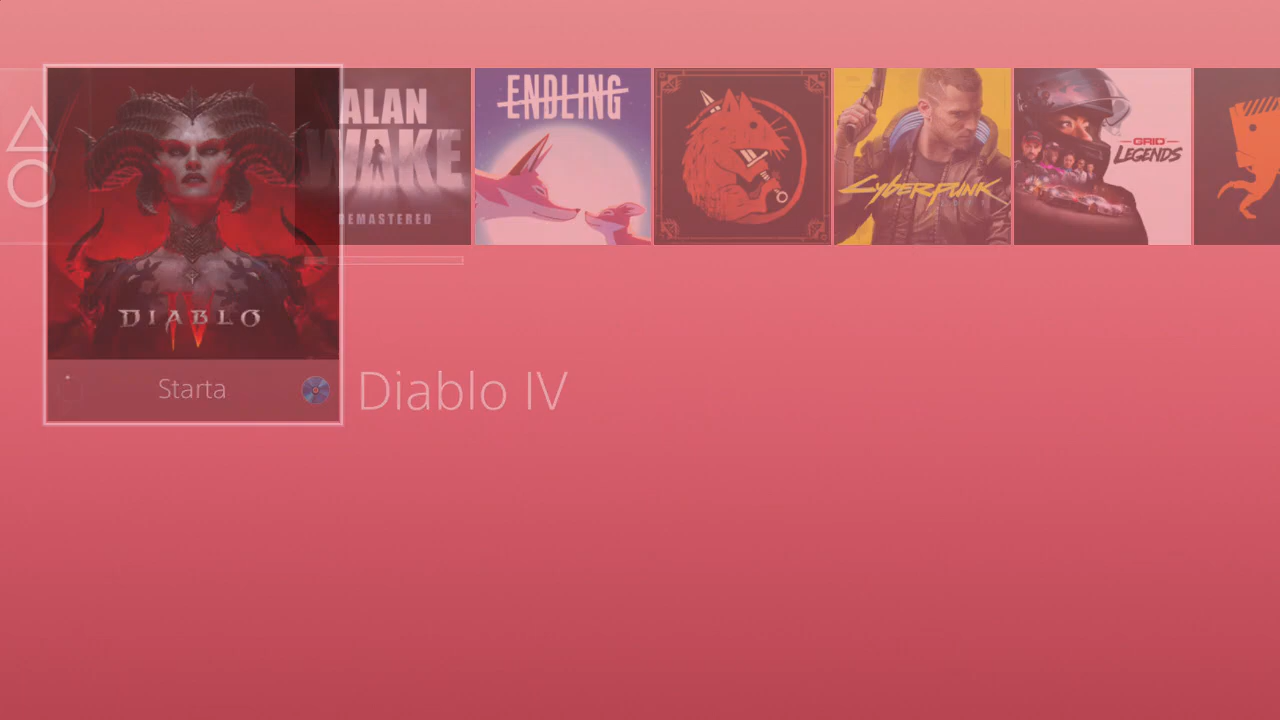 ALAN
WAKE
REMASTERED
ENDLING
CYBERPUNK
GRID
LEGENDS
DIABLO
IV
Starta
Diablo IV